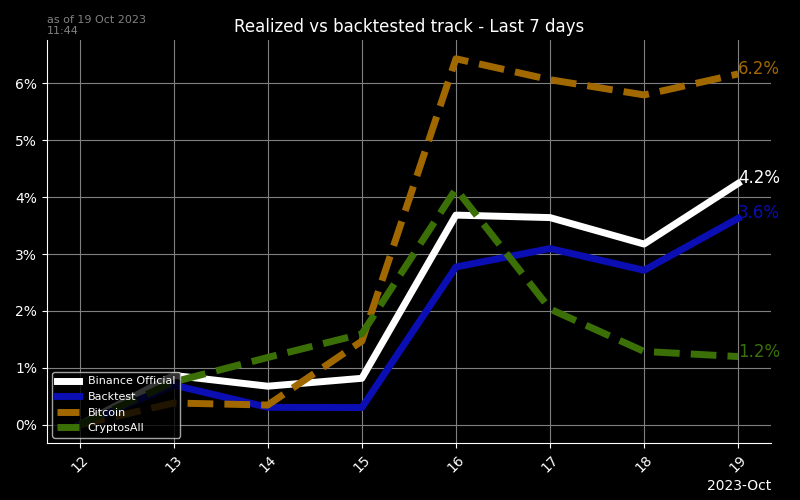 as of 19 Oct 2023
11:44
Realized vs backtested track - Last 7 days
6%
5%
4%
3%
2%
1%
0%
6.2%
4.2%
3.6%
1.2%
Binance Official
Backtest
Bitcoin
CryptosAll
12
13
14
15
16
17
18
19
2023-Oct